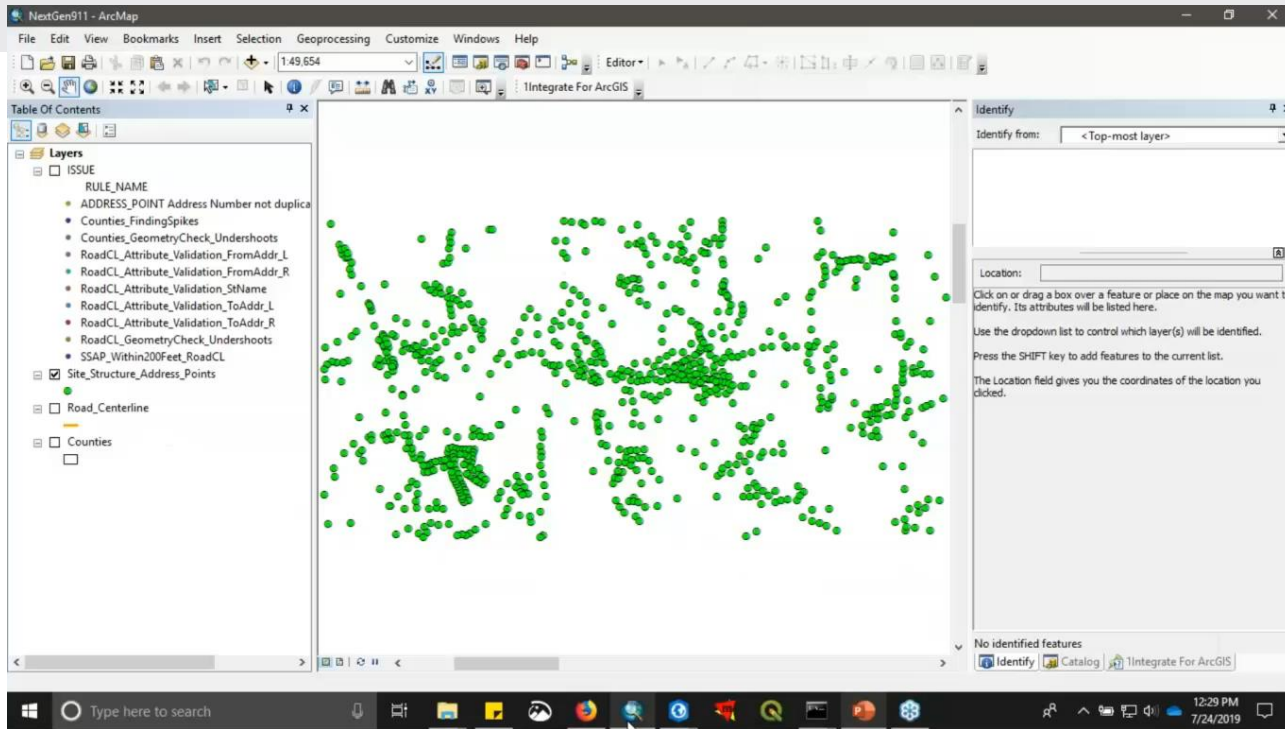 NextGen911 - ArcMap
File Edit View Bookmarks Insert Selection Geoprocessing Customize Windows Help
1:49,654 Editor
1Integrate For ArcGIS
Table Of Contents
Layers
ISSUE
RULE_NAME
ADDRESS_POINT Address Number not duplica
Counties_FindingSpikes
Counties_GeometryCheck_Undershoots
RoadCL_Attribute_Validation_FromAddr_L
RoadCL_Attribute_Validation_FromAddr_R
RoadCL_Attribute_Validation_StName
RoadCL_Attribute_Validation_ToAddr_L
RoadCL_Attribute_Validation_ToAddr_R
RoadCL_GeometryCheck_Undershoots
SSAP_Within200Feet_RoadCL
Site_Structure_Address_Points
Road_Centerline
Counties
Identify
Identify from: <Top-most layer>
Location:
Click on or drag a box over a feature or place on the map you want t
identify. Its attributes will be listed here.
Use the dropdown list to control which layer(s) will be identified.
Press the SHIFT key to add features to the current list.
The Location field gives you the coordinates of the location you
clicked.
No identified features
Identify Catalog 1Integrate For ArcGIS
Type here to search
12:29 PM
7/24/2019